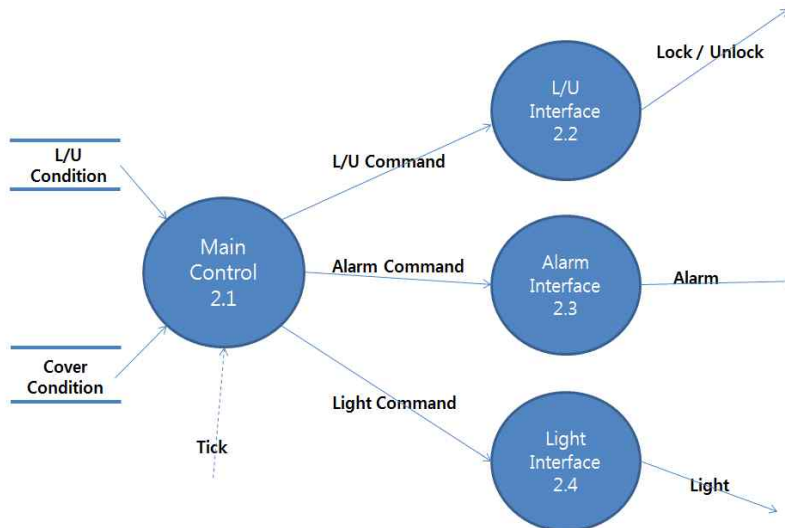 Lock / Unlock
L/U
Interface
2.2
L/U
Condition
L/U Command
Main
Control
2.1
Alarm Command
Alarm
Interface
2.3
Alarm
Cover
Condition
Light Command
Tick
Light
Interface
2.4
Light